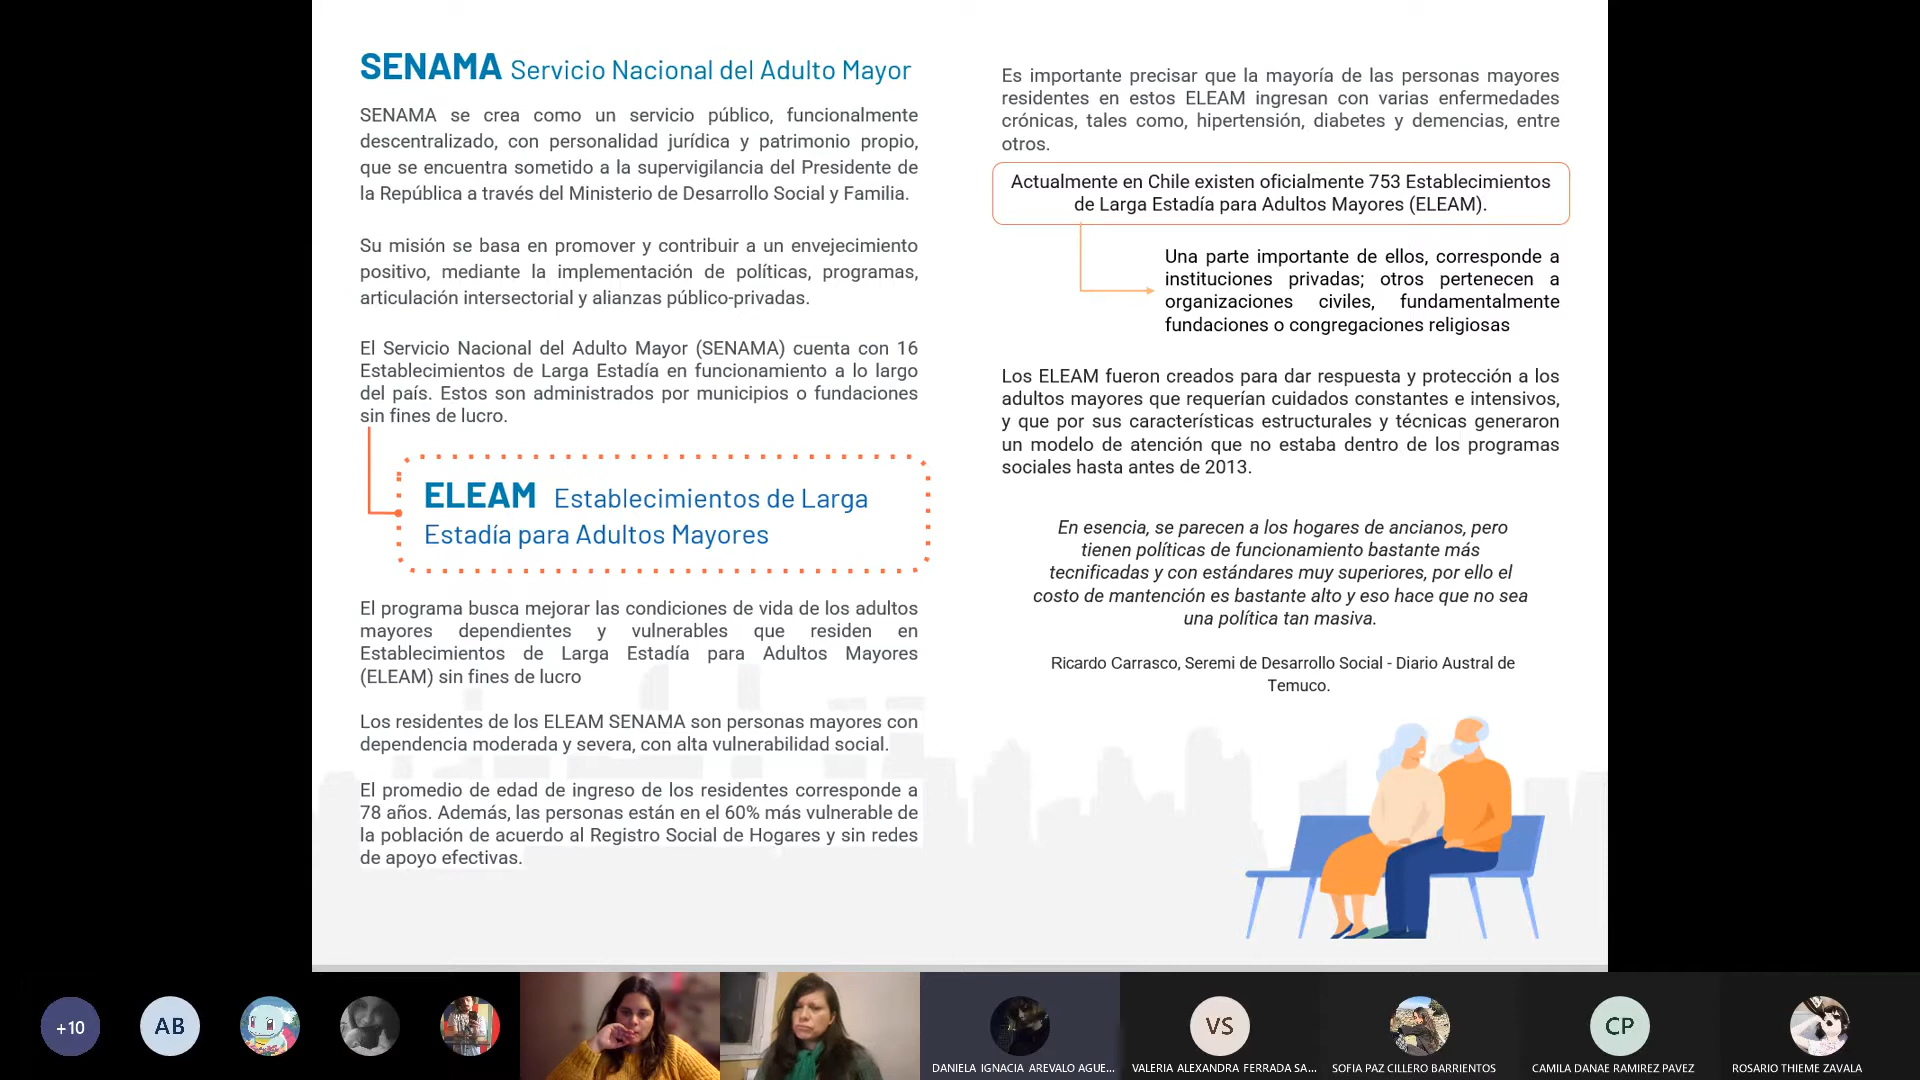 SENAMA Servicio Nacional del Adulto Mayor
SENAMA se crea como un servicio público, funcionalmente
descentralizado, con personalidad jurídica y patrimonio propio,
que se encuentra sometido a la supervigilancia del Presidente de
la República a través del Ministerio de Desarrollo Social y Familia.
Su misión se basa en promover y contribuir a un envejecimiento
positivo, mediante la implementación de políticas, programas,
articulación intersectorial y alianzas público-privadas.
El Servicio Nacional del Adulto Mayor (SENAMA) cuenta con 16
Establecimientos de Larga Estadía en funcionamiento a lo largo
del país. Estos son administrados por municipios o fundaciones
sin fines de lucro.
ELEAM Establecimientos de Larga
Estadía para Adultos Mayores
El programa busca mejorar las condiciones de vida de los adultos
mayores dependientes y vulnerables que residen en
Establecimientos de Larga Estadía para Adultos Mayores
(ELEAM) sin fines de lucro
Los residentes de los ELEAM SENAMA son personas mayores con
dependencia moderada y severa, con alta vulnerabilidad social.
El promedio de edad de ingreso de los residentes corresponde a
78 años. Además, las personas están en el 60% más vulnerable de
la población de acuerdo al Registro Social de Hogares y sin redes
de apoyo efectivas.
Es importante precisar que la mayoría de las personas mayores
residentes en estos ELEAM ingresan con varias enfermedades
crónicas, tales como, hipertensión, diabetes y demencias, entre
otros.
Actualmente en Chile existen oficialmente 753 Establecimientos
de Larga Estadía para Adultos Mayores (ELEAM).
Una parte importante de ellos, corresponde a
instituciones privadas; otros pertenecen a
organizaciones civiles, fundamentalmente
fundaciones o congregaciones religiosas
Los ELEAM fueron creados para dar respuesta y protección a los
adultos mayores que requerían cuidados constantes e intensivos,
y que por sus características estructurales y técnicas generaron
un modelo de atención que no estaba dentro de los programas
sociales hasta antes de 2013.
En esencia, se parecen a los hogares de ancianos, pero
tienen políticas de funcionamiento bastante más
tecnificadas y con estándares muy superiores, por ello el
costo de mantención es bastante alto y eso hace que no sea
una política tan masiva.
Ricardo Carrasco, Seremi de Desarrollo Social - Diario Austral de
Temuco.
+10
AB
VS
CP
DANIELA IGNACIA AREVALO AGUE...
VALERIA ALEXANDRA FERRADA SA...
SOFIA PAZ CILLERO BARRIENTOS
CAMILA DANAE RAMIREZ PAVEZ
ROSARIO THIEME ZAVALA